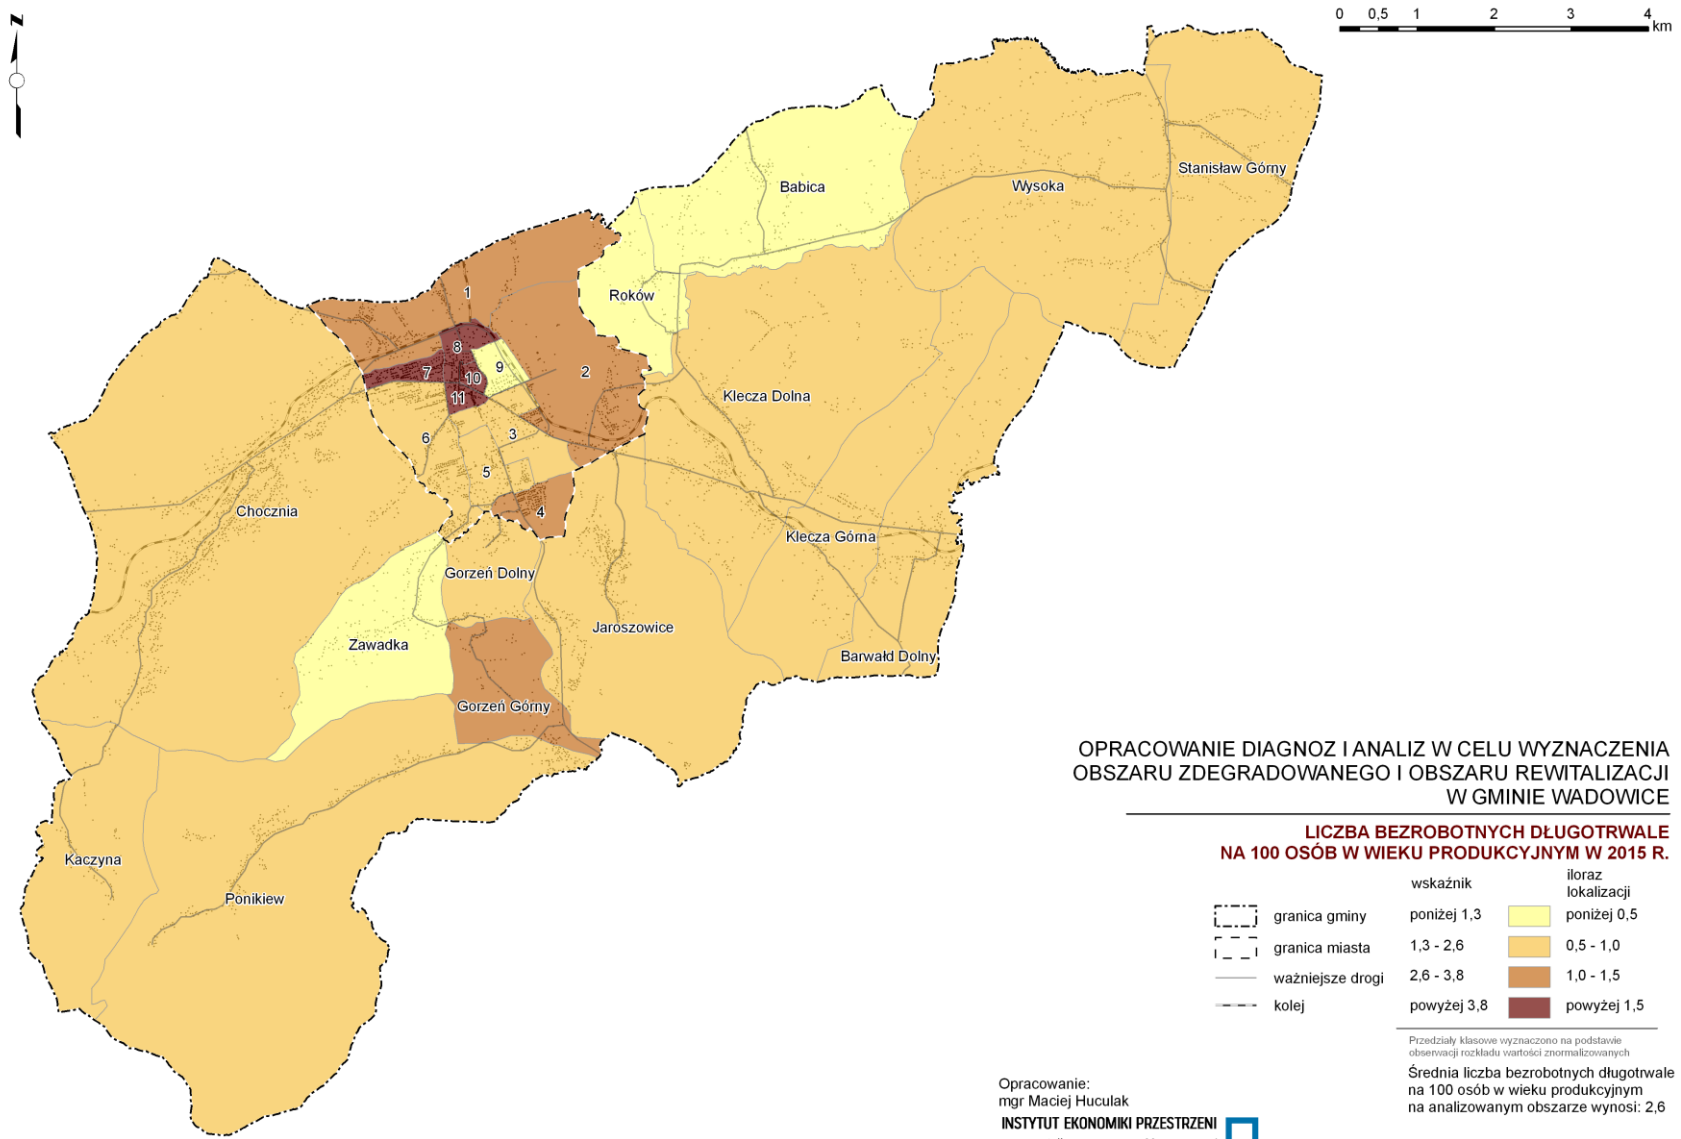 z
0 0,5 1 2 3 4
km
Stanisław Górny
Wysoka
Babica
Roków
1
8
7
10
9
2
11
Klecza Dolna
3
6
5
Chocznia
4
Klecza Górna
Gorzeń Dolny
Jaroszowice
Zawadka
Barwałd Dolny
Gorzeń Górny
Kaczyna
Ponikiew
OPRACOWANIE DIAGNOZ I ANALIZ W CELU WYZNACZENIA
OBSZARU ZDEGRADOWANEGO I OBSZARU REWITALIZACJI
W GMINIE WADOWICE
LICZBA BEZROBOTNYCH DŁUGOTRWALE
NA 100 OSÓB W WIEKU PRODUKCYJNYM W 2015 R.
wskaźnik
iloraz
lokalizacji
granica gminy poniżej 1,3 poniżej 0,5
granica miasta 1,3 - 2,6 0,5 - 1,0
ważniejsze drogi 2,6 - 3,8 1,0 - 1,5
kolej powyżej 3,8 powyżej 1,5
Przedziały klasowe wyznaczono na podstawie
obserwacji rozkładu wartości znormalizowanych
Średnia liczba bezrobotnych długotrwale
na 100 osób w wieku produkcyjnym
na analizowanym obszarze wynosi: 2,6
Opracowanie:
mgr Maciej Huculak
INSTYTUT EKONOMIKI PRZESTRZENI